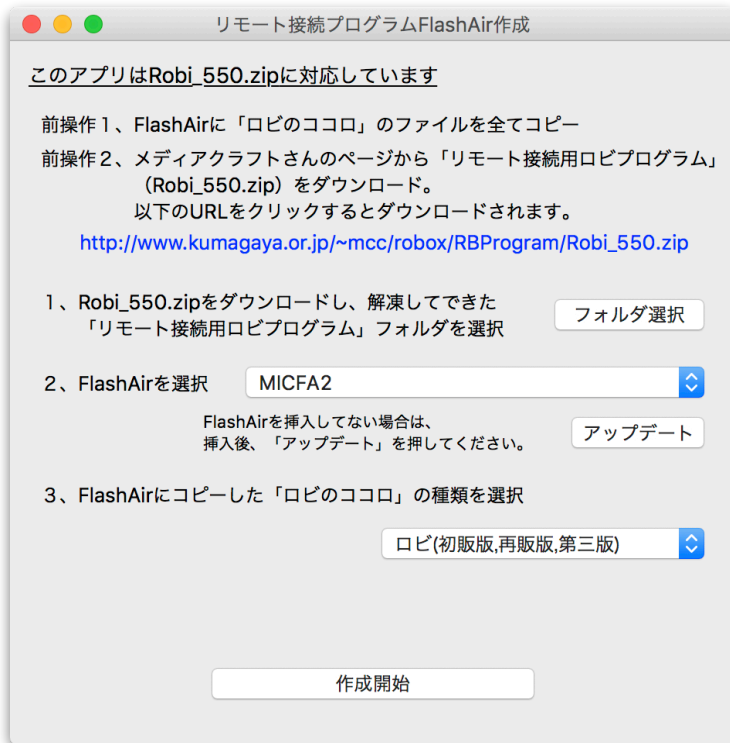 リモート接続プログラムFlashAir作成
このアプリはRobi_550.zipに対応しています
前操作１、FlashAirに「ロビのココロ」のファイルを全てコピー
前操作２、メディアクラフトさんのページから「リモート接続用ロビプログラム」
（Robi_550.zip）をダウンロード。
以下のURLをクリックするとダウンロードされます。
http://www.kumagaya.or.jp/~mcc/robox/RBProgram/Robi_550.zip
１、Robi_550.zipをダウンロードし、解凍してできた
「リモート接続用ロビプログラム」フォルダを選択
フォルダ選択
２、FlashAirを選択
MICFA2
FlashAirを挿入してない場合は、
挿入後、「アップデート」を押してください。
アップデート
３、FlashAirにコピーした「ロビのココロ」の種類を選択
ロビ(初販版,再販版,第三版)
作成開始